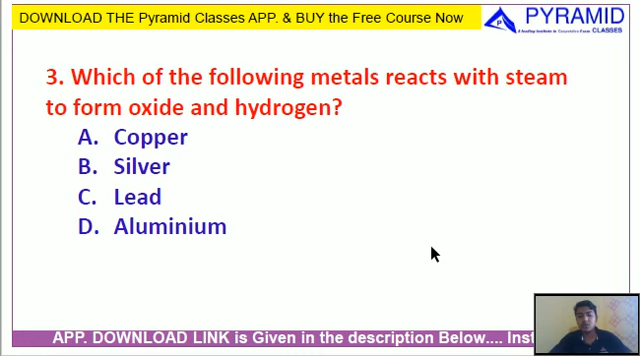 DOWNLOAD THE Pyramid Classes APP. & BUY the Free Course Now
PYRAMID
CLASSES
3. Which of the following metals reacts with steam
to form oxide and hydrogen?
A. Copper
B. Silver
C. Lead
D. Aluminium
APP. DOWNLOAD LINK is Given in the description Below.... Inst